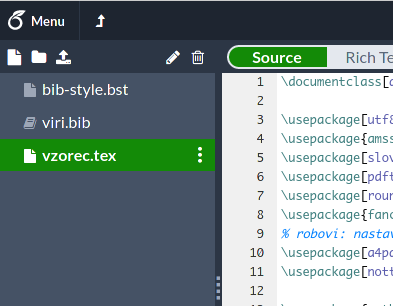 Menu
bib-style.bst
viri.bib
vzorec.tex
Source Rich Te
1 \documentclass[
2
3 \usepackage[utf8
4 \usepackage{amss
5 \usepackage[slov
6 \usepackage[pdft
7 \usepackage[roun
8 \usepackage{fanc
9 % robovi: nastav
10 \usepackage[a4pa
11 \usepackage[nott
12